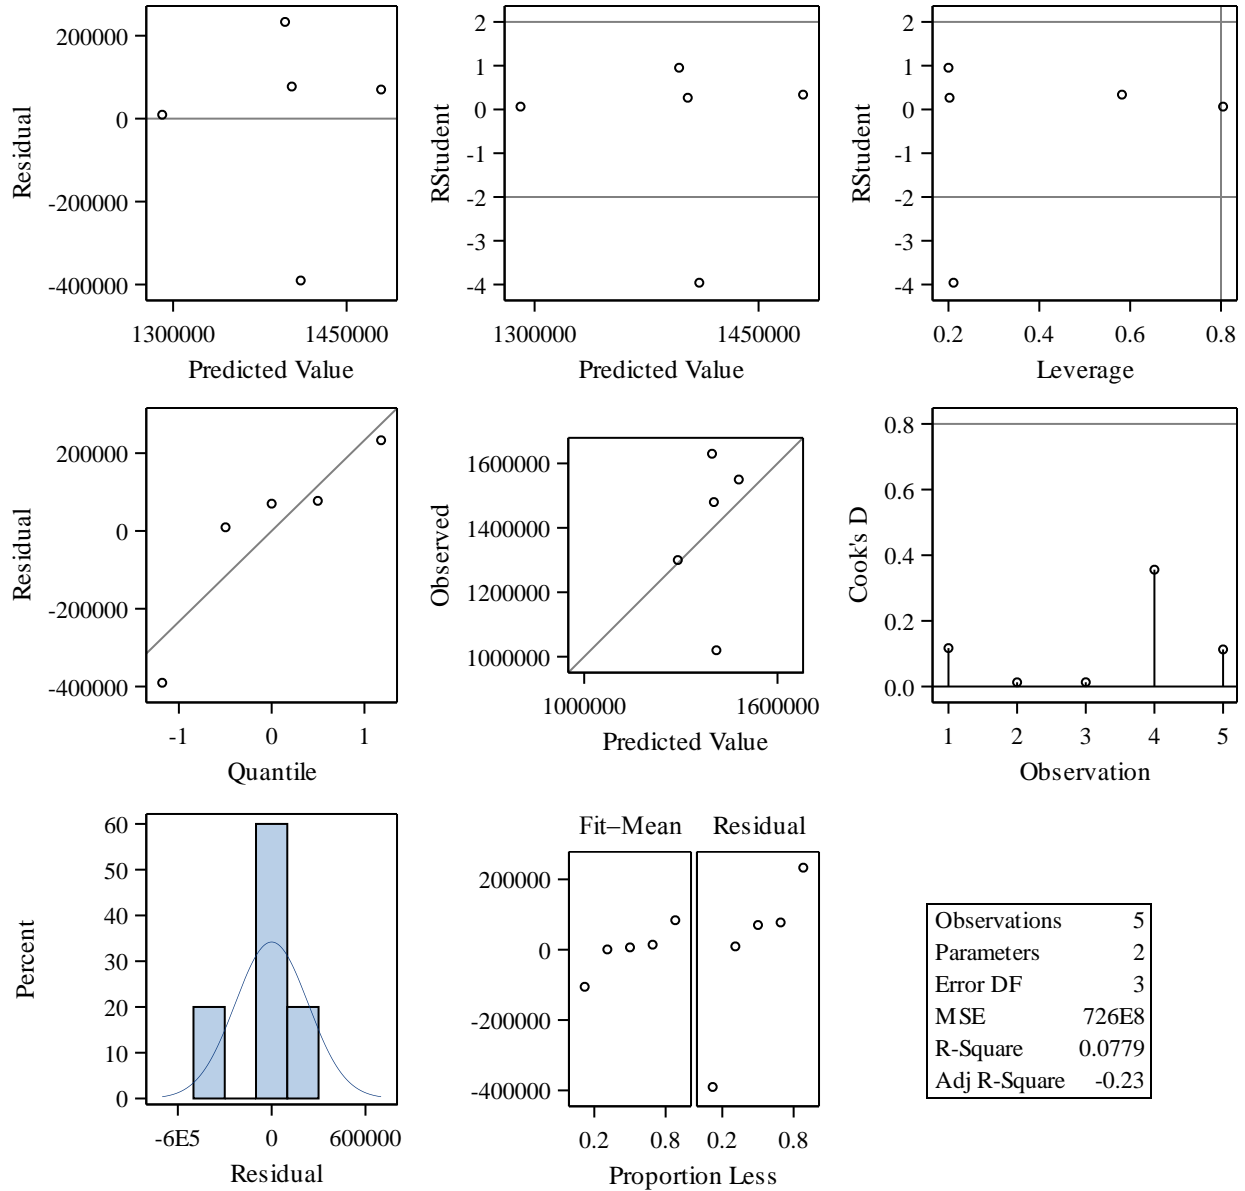 200000
0
-200000
-400000
Residual
1300000 1450000
Predicted Value
2
1
0
-1
-2
-3
-4
RStudent
1300000 1450000
Predicted Value
2
1
0
-1
-2
-3
-4
RStudent
0.2 0.4 0.6 0.8
Leverage
200000
0
-200000
-400000
Residual
-1 0 1
Quantile
1600000
1400000
1200000
1000000
Observed
1000000 1600000
Predicted Value
0.8
0.6
0.4
0.2
0.0
Cook's D
1 2 3 4 5
Observation
60
50
40
30
20
10
0
Percent
-6E5 0 600000
Residual
Fit–Mean Residual
200000
0
-200000
-400000
0.2 0.8 0.2 0.8
Proportion Less
Observations 5
Parameters 2
Error DF 3
MSE 726E8
R-Square 0.0779
Adj R-Square -0.23